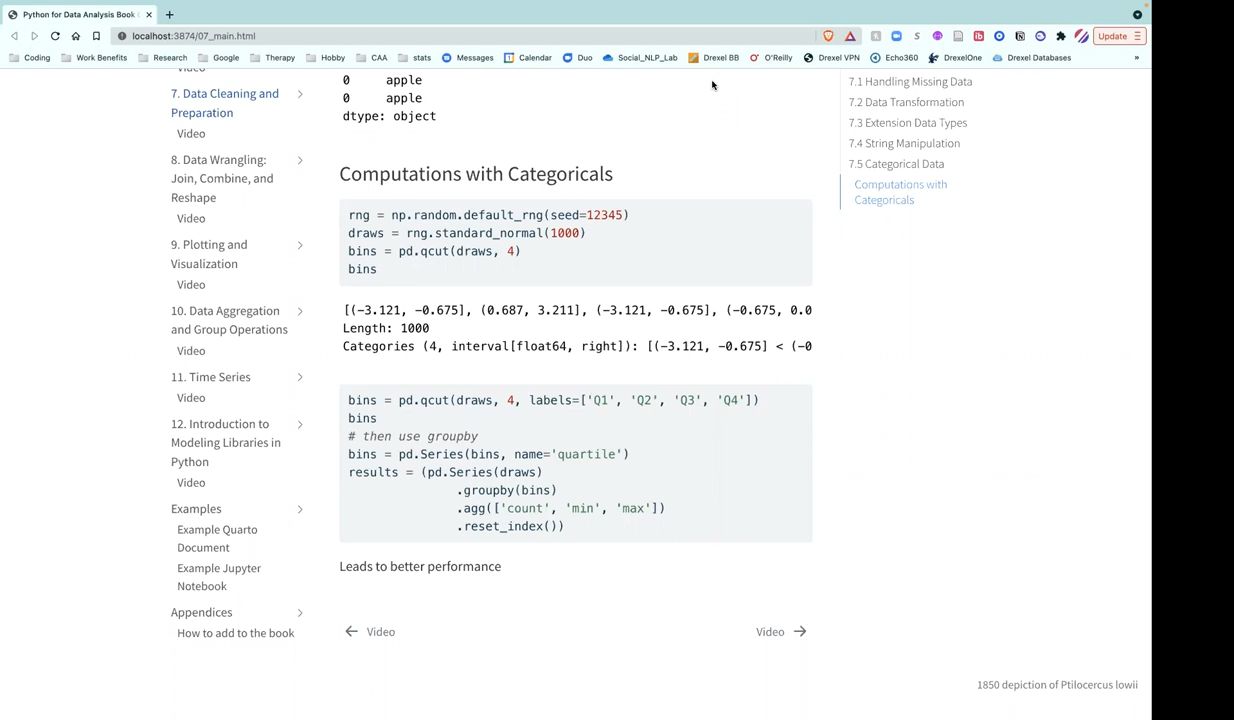 Python for Data Analysis Book
localhost:3874/07_main.html
Update
Coding
Work Benefits
Research
Google
Therapy
Hobby
CAA
stats
Messages
Calendar
Duo
Social_NLP_Lab
Drexel BB
O'Reilly
Drexel VPN
Echo360
DrexelOne
Drexel Databases
»
Video
7. Data Cleaning and
Preparation
Video
8. Data Wrangling:
Join, Combine, and
Reshape
Video
9. Plotting and
Visualization
Video
10. Data Aggregation
and Group Operations
Video
11. Time Series
Video
12. Introduction to
Modeling Libraries in
Python
Video
Examples
Example Quarto
Document
Example Jupyter
Notebook
Appendices
How to add to the book
0 apple
0 apple
dtype: object
Computations with Categoricals
rng = np.random.default_rng(seed=12345)
draws = rng.standard_normal(1000)
bins = pd.qcut(draws, 4)
bins
[(-3.121, -0.675], (0.687, 3.211], (-3.121, -0.675], (-0.675, 0.0
Length: 1000
Categories (4, interval[float64, right]): [(-3.121, -0.675] < (-0
bins = pd.qcut(draws, 4, labels=['Q1', 'Q2', 'Q3', 'Q4'])
bins
# then use groupby
bins = pd.Series(bins, name='quartile')
results = (pd.Series(draws)
.groupby(bins)
.agg(['count', 'min', 'max'])
.reset_index())
Leads to better performance
← Video
Video →
7.1 Handling Missing Data
7.2 Data Transformation
7.3 Extension Data Types
7.4 String Manipulation
7.5 Categorical Data
Computations with
Categoricals
1850 depiction of Ptilocercus lowii